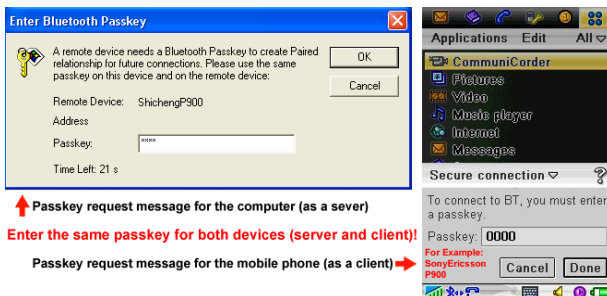 Enter Bluetooth Passkey
A remote device needs a Bluetooth Passkey to create Paired
relationship for future connections. Please use the same
passkey on this device and on the remote device:
OK
Cancel
Remote Device: ShichengP900
Address
Passkey: ****
Time Left: 21 s
Passkey request message for the computer (as a sever)
Enter the same passkey for both devices (server and client)!
Passkey request message for the mobile phone (as a client)
Applications Edit All
CommuniCorder
Pictures
Video
Music player
Internet
Messages
Secure connection ?
To connect to BT, you must enter
a passkey.
Passkey: 0000
For Example:
SonyEricsson
P900
Cancel Done